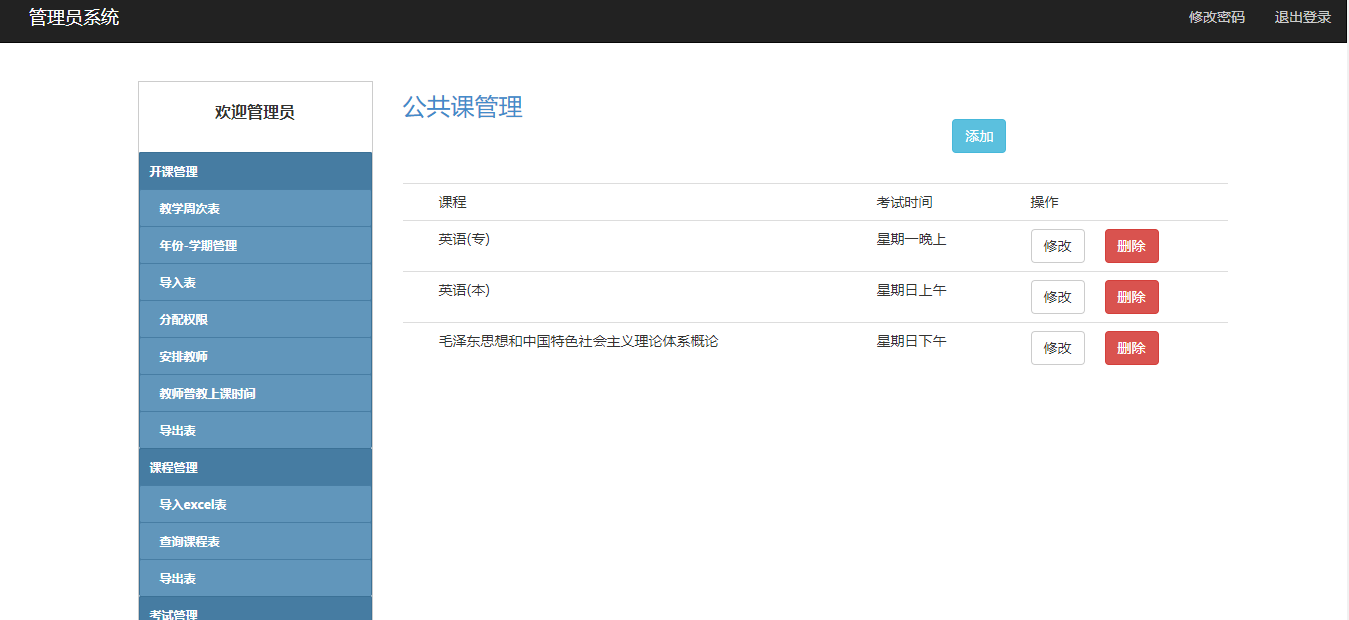 管理员系统 修改密码 退出登录
欢迎管理员
开课管理
教学周次表
年份-学期管理
导入表
分配权限
安排教师
教师普教上课时间
导出表
课程管理
导入excel表
查询课程表
导出表
考试管理
公共课管理
添加
课程 考试时间 操作
英语(专) 星期一晚上 修改 删除
英语(本) 星期日上午 修改 删除
毛泽东思想和中国特色社会主义理论体系概论 星期日下午 修改 删除